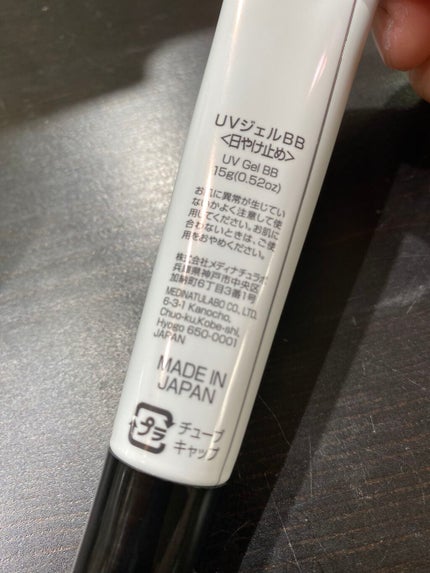 UVジェルBB
<日やけ止め>
UV Gel BB
15g(0.52oz)
お肌に異常が生じてい
ないかよく注意して使
用してください。お肌に
合わないときは、ご使
用をおやめください。
株式会社メディナチュラボ
兵庫県神戸市中央区
加納町6丁目3番1号
MEDINATULABO CO., LTD.
6-3-1 Kanocho,
Chuo-ku,Kobe-shi,
Hyogo 650-0001
JAPAN
MADE IN
JAPAN
プラ
チューブ
キャップ